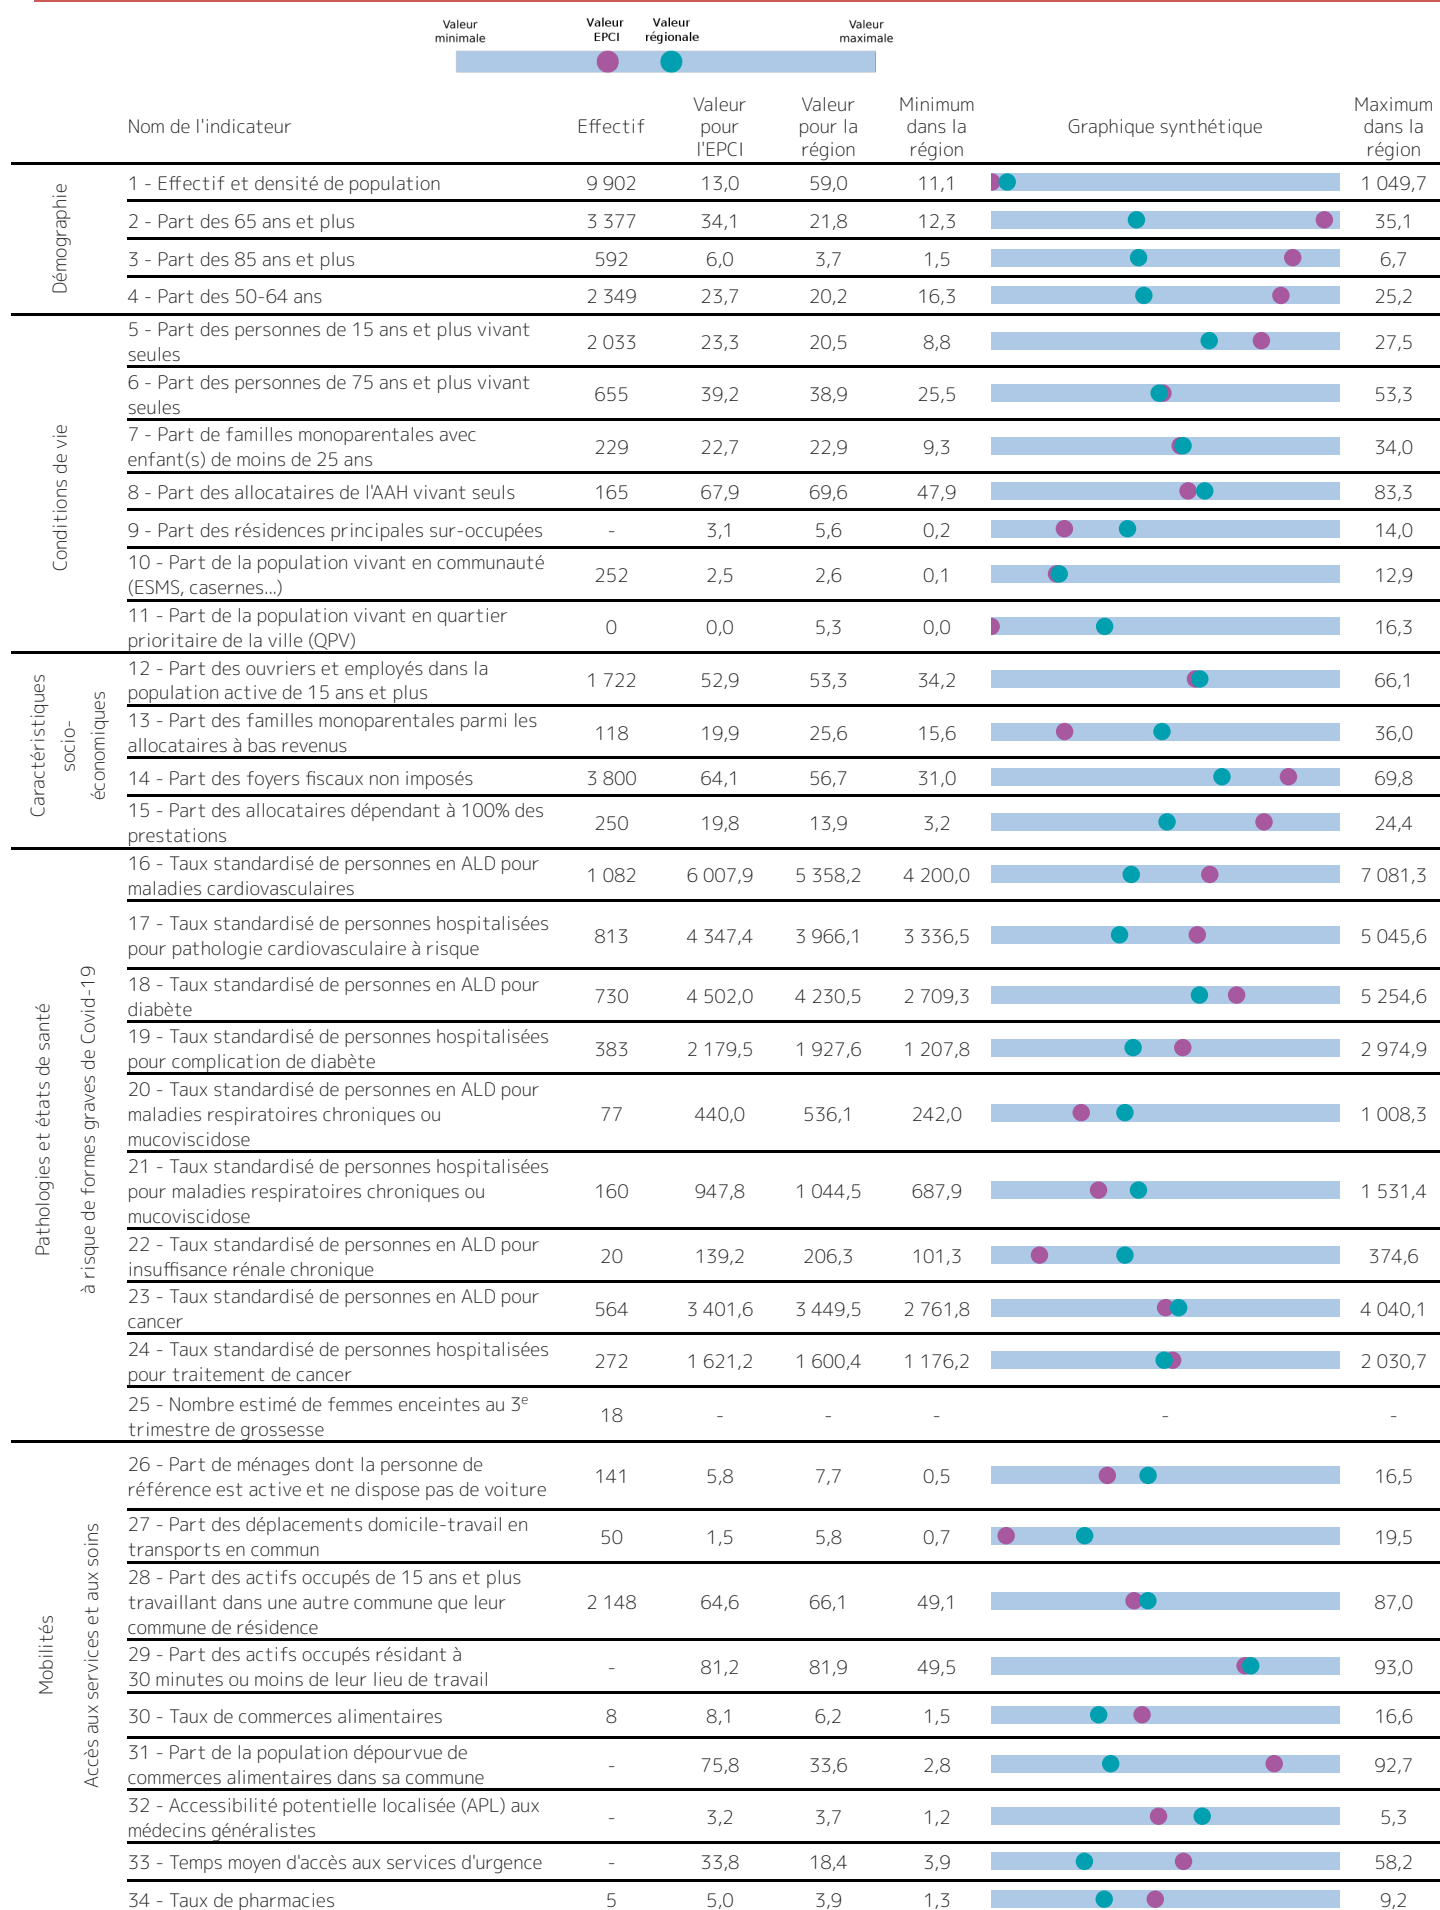 Valeur minimale
Valeur EPCI
Valeur régionale
Valeur maximale
Nom de l'indicateur
Effectif
Valeur pour l'EPCI
Valeur pour la région
Minimum dans la région
Graphique synthétique
Maximum dans la région
Démographie
1 - Effectif et densité de population 9 902 13,0 59,0 11,1 1 049,7
2 - Part des 65 ans et plus 3 377 34,1 21,8 12,3 35,1
3 - Part des 85 ans et plus 592 6,0 3,7 1,5 6,7
4 - Part des 50-64 ans 2 349 23,7 20,2 16,3 25,2
Conditions de vie
5 - Part des personnes de 15 ans et plus vivant
seules 2 033 23,3 20,5 8,8 27,5
6 - Part des personnes de 75 ans et plus vivant
seules 655 39,2 38,9 25,5 53,3
7 - Part de familles monoparentales avec
enfant(s) de moins de 25 ans 229 22,7 22,9 9,3 34,0
8 - Part des allocataires de l'AAH vivant seuls 165 67,9 69,6 47,9 83,3
9 - Part des résidences principales sur-occupées - 3,1 5,6 0,2 14,0
10 - Part de la population vivant en communauté
(ESMS, casernes...) 252 2,5 2,6 0,1 12,9
11 - Part de la population vivant en quartier
prioritaire de la ville (QPV) 0 0,0 5,3 0,0 16,3
Caractéristiques
socio-
économiques
12 - Part des ouvriers et employés dans la
population active de 15 ans et plus 1 722 52,9 53,3 34,2 66,1
13 - Part des familles monoparentales parmi les
allocataires à bas revenus 118 19,9 25,6 15,6 36,0
14 - Part des foyers fiscaux non imposés 3 800 64,1 56,7 31,0 69,8
15 - Part des allocataires dépendant à 100% des
prestations 250 19,8 13,9 3,2 24,4
Pathologies et états de santé
à risque de formes graves de Covid-19
16 - Taux standardisé de personnes en ALD pour
maladies cardiovasculaires 1 082 6 007,9 5 358,2 4 200,0 7 081,3
17 - Taux standardisé de personnes hospitalisées
pour pathologie cardiovasculaire à risque 813 4 347,4 3 966,1 3 336,5 5 045,6
18 - Taux standardisé de personnes en ALD pour
diabète 730 4 502,0 4 230,5 2 709,3 5 254,6
19 - Taux standardisé de personnes hospitalisées
pour complication de diabète 383 2 179,5 1 927,6 1 207,8 2 974,9
20 - Taux standardisé de personnes en ALD pour
maladies respiratoires chroniques ou 77 440,0 536,1 242,0 1 008,3
mucoviscidose
21 - Taux standardisé de personnes hospitalisées
pour maladies respiratoires chroniques ou 160 947,8 1 044,5 687,9 1 531,4
mucoviscidose
22 - Taux standardisé de personnes en ALD pour
insuffisance rénale chronique 20 139,2 206,3 101,3 374,6
23 - Taux standardisé de personnes en ALD pour
cancer 564 3 401,6 3 449,5 2 761,8 4 040,1
24 - Taux standardisé de personnes hospitalisées
pour traitement de cancer 272 1 621,2 1 600,4 1 176,2 2 030,7
25 - Nombre estimé de femmes enceintes au 3e
trimestre de grossesse 18 - - - - -
Mobilités
Accès aux services et aux soins
26 - Part de ménages dont la personne de
référence est active et ne dispose pas de voiture 141 5,8 7,7 0,5 16,5
27 - Part des déplacements domicile-travail en
transports en commun 50 1,5 5,8 0,7 19,5
28 - Part des actifs occupés de 15 ans et plus
travaillant dans une autre commune que leur 2 148 64,6 66,1 49,1 87,0
commune de résidence
29 - Part des actifs occupés résidant à
30 minutes ou moins de leur lieu de travail - 81,2 81,9 49,5 93,0
30 - Taux de commerces alimentaires 8 8,1 6,2 1,5 16,6
31 - Part de la population dépourvue de
commerces alimentaires dans sa commune - 75,8 33,6 2,8 92,7
32 - Accessibilité potentielle localisée (APL) aux
médecins généralistes - 3,2 3,7 1,2 5,3
33 - Temps moyen d'accès aux services d'urgence - 33,8 18,4 3,9 58,2
34 - Taux de pharmacies 5 5,0 3,9 1,3 9,2